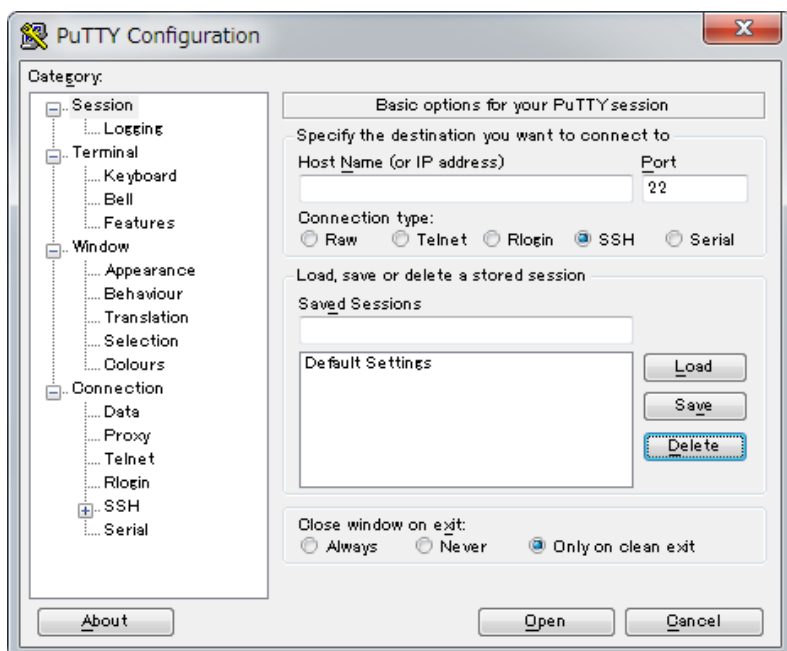 PuTTY Configuration
Category:
Session
Logging
Terminal
Keyboard
Bell
Features
Window
Appearance
Behaviour
Translation
Selection
Colours
Connection
Data
Proxy
Telnet
Rlogin
SSH
Serial
Basic options for your PuTTY session
Specify the destination you want to connect to
Host Name (or IP address) Port
22
Connection type:
Raw Telnet Rlogin SSH Serial
Load, save or delete a stored session
Saved Sessions
Default Settings
Load
Save
Delete
Close window on exit:
Always Never Only on clean exit
About Open Cancel